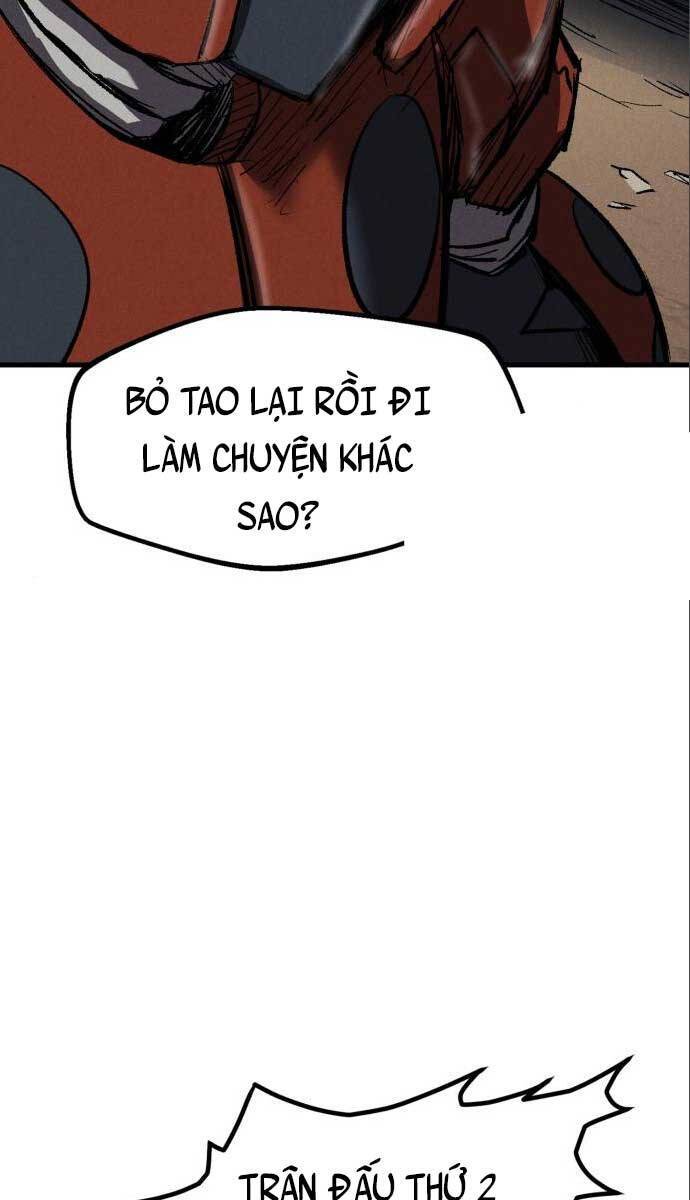 BỎ TAO LẠI RỒI ĐI
LÀM CHUYỆN KHÁC
SAO?
TRẬN ĐẤU THỨ 2